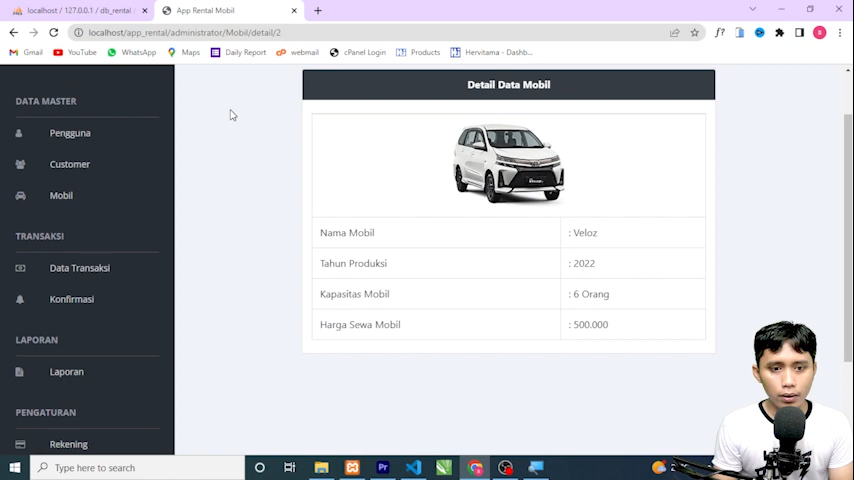 localhost / 127.0.0.1 / db_rental
App Rental Mobil
localhost/app_rental/administrator/Mobil/detail/2
Gmail
YouTube
WhatsApp
Maps
Daily Report
webmail
cPanel Login
Products
Hervitama - Dashb...
DATA MASTER
Pengguna
Customer
Mobil
TRANSAKSI
Data Transaksi
Konfirmasi
LAPORAN
Laporan
PENGATURAN
Rekening
Detail Data Mobil
Nama Mobil : Veloz
Tahun Produksi : 2022
Kapasitas Mobil : 6 Orang
Harga Sewa Mobil : 500.000
Type here to search